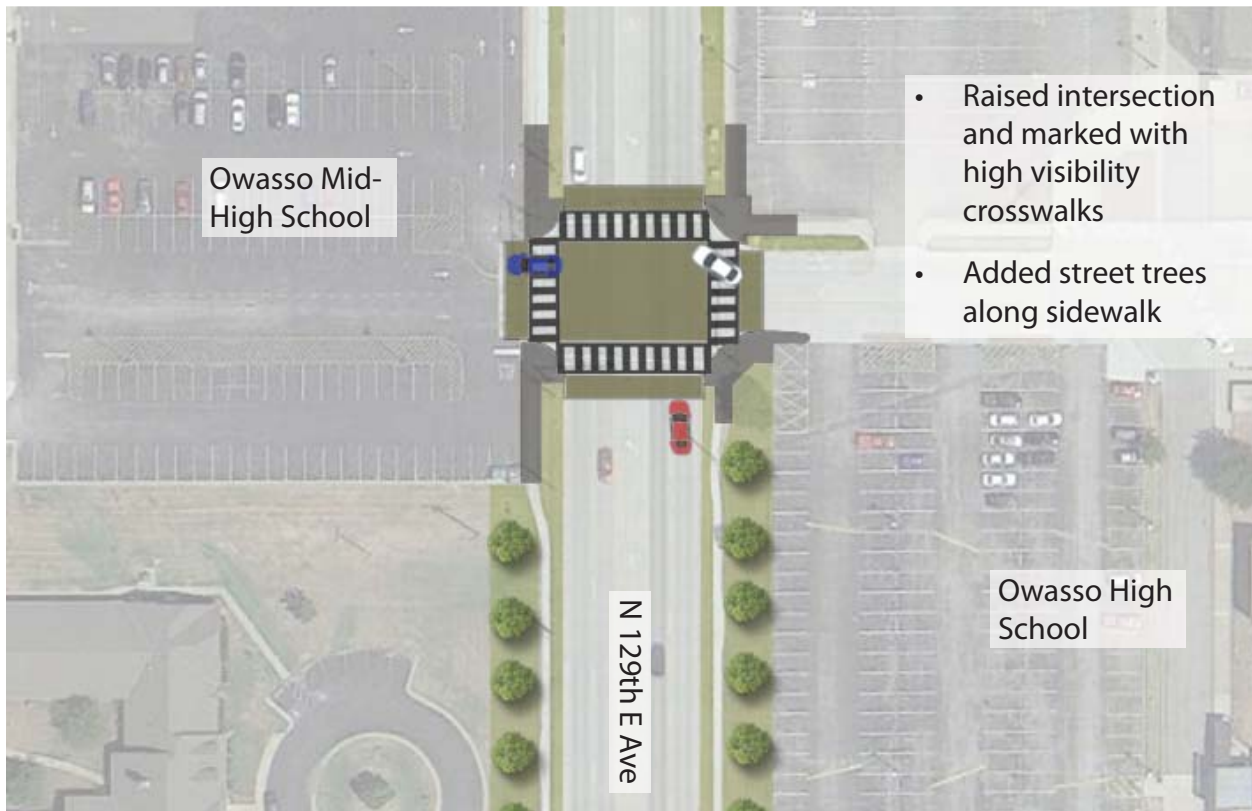 Owasso Mid-
High School
• Raised intersection
and marked with
high visibility
crosswalks
• Added street trees
along sidewalk
N 129th E Ave
Owasso High
School